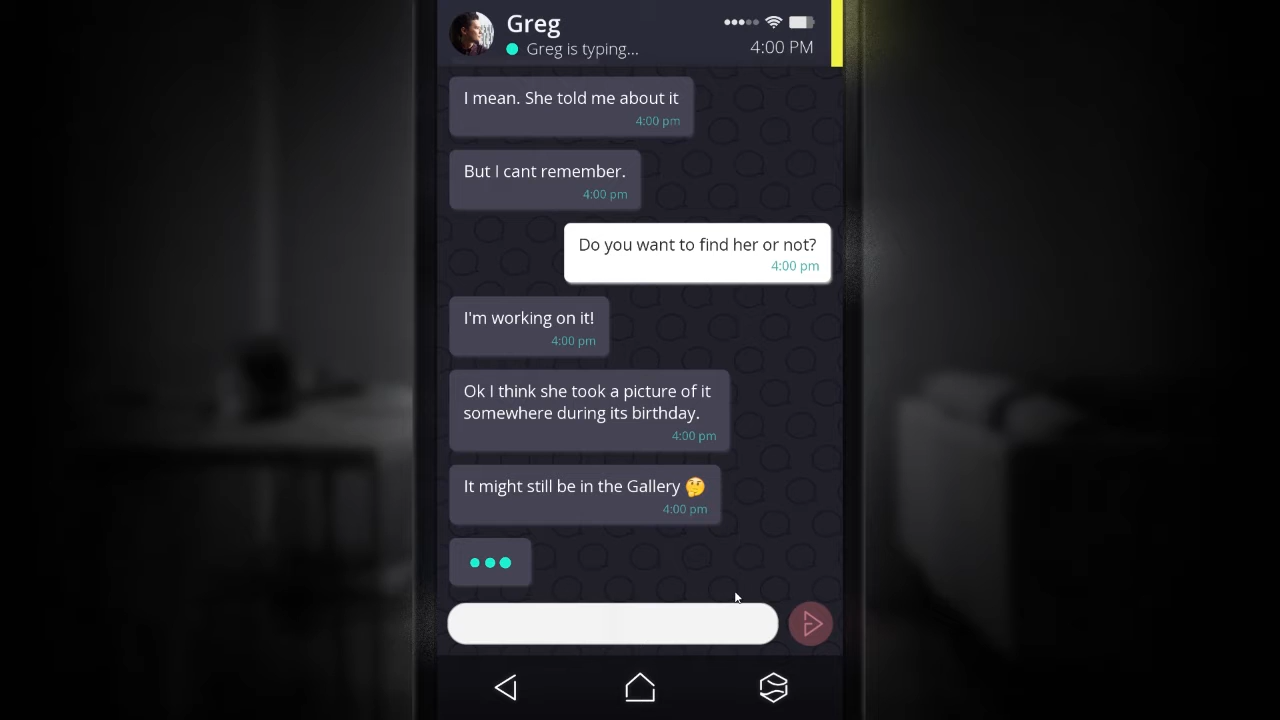 Greg
Greg is typing...
4:00 PM
I mean. She told me about it
4:00 pm
But I cant remember.
4:00 pm
Do you want to find her or not?
4:00 pm
I'm working on it!
4:00 pm
Ok I think she took a picture of it
somewhere during its birthday.
4:00 pm
It might still be in the Gallery 🤔
4:00 pm